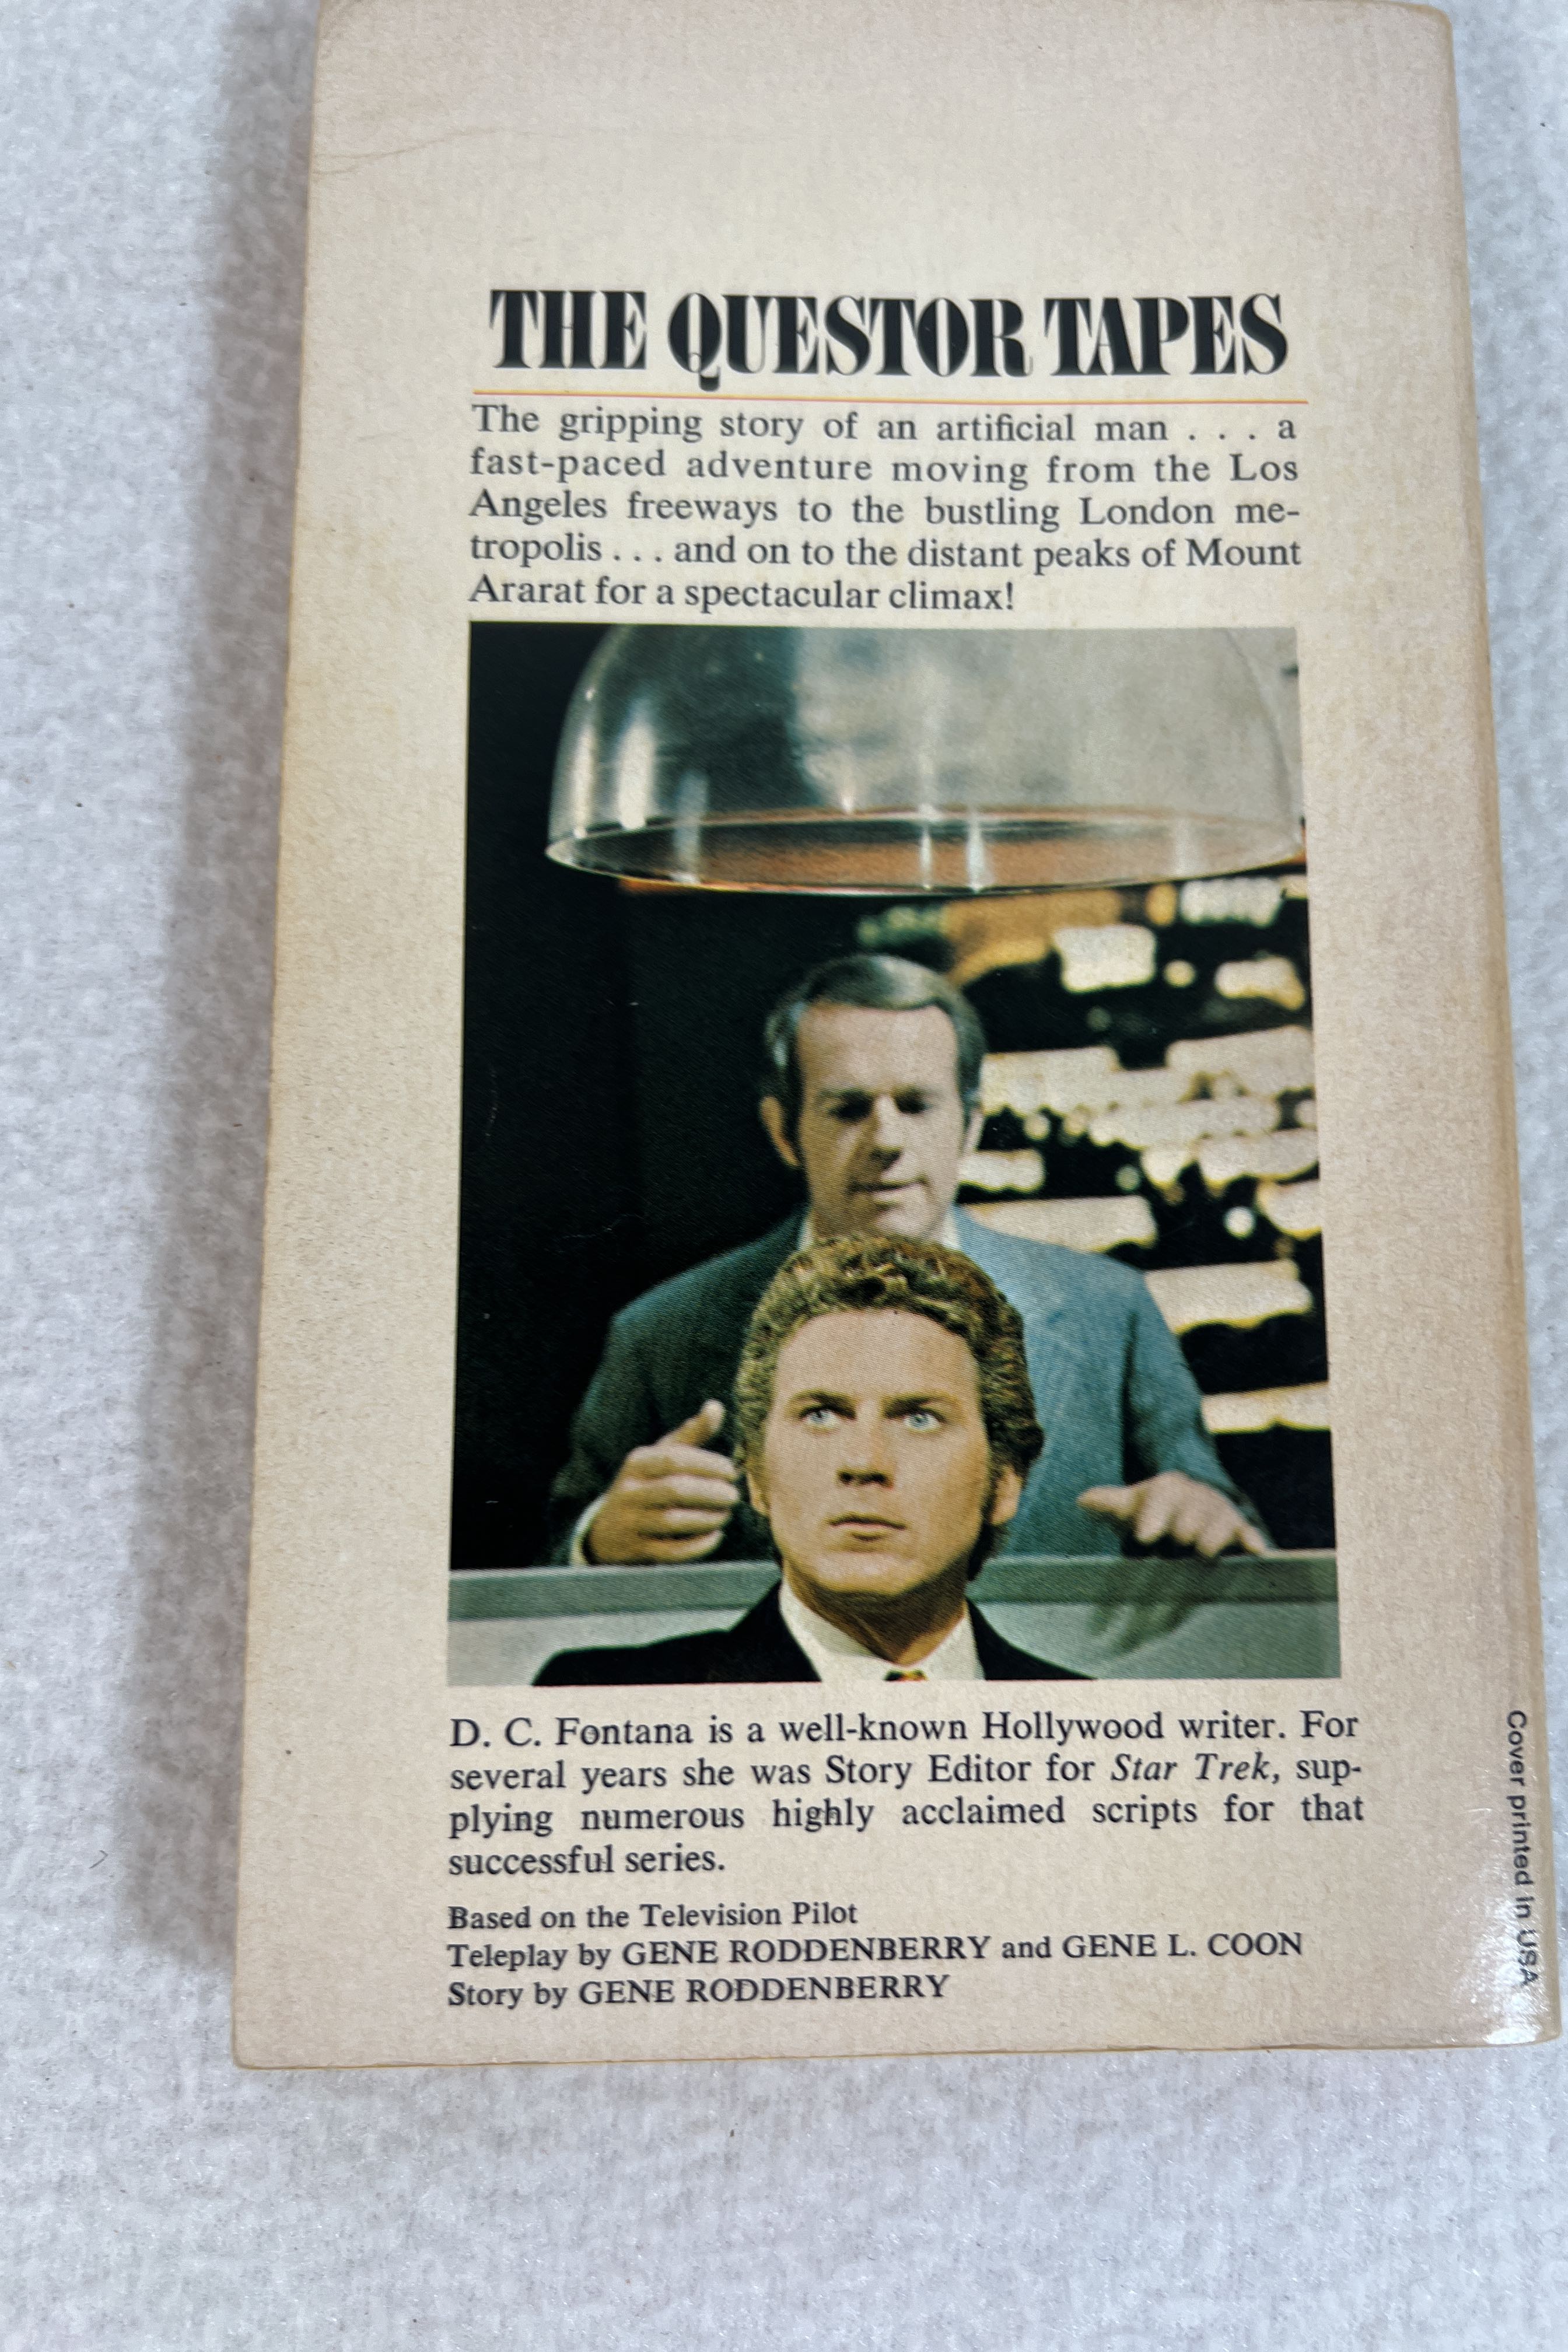 THE QUESTOR TAPES
The gripping story of an artificial man . . . a
fast-paced adventure moving from the Los
Angeles freeways to the bustling London me-
tropolis . . . and on to the distant peaks of Mount
Ararat for a spectacular climax!
D. C. Fontana is a well-known Hollywood writer. For
several years she was Story Editor for Star Trek, sup-
plying numerous highly acclaimed scripts for that
successful series.
Based on the Television Pilot
Teleplay by GENE RODDENBERRY and GENE L. COON
Story by GENE RODDENBERRY
Cover printed in USA